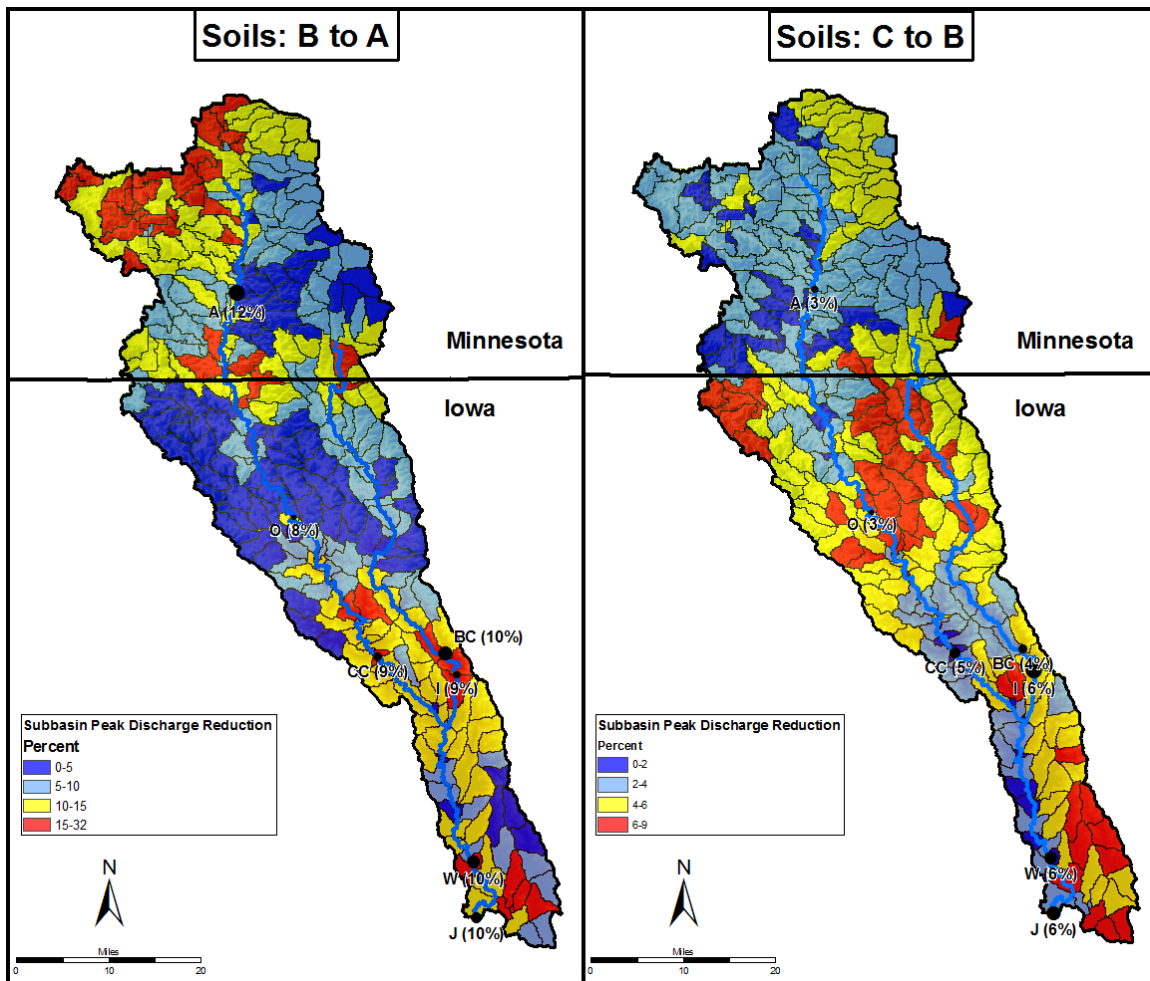 Soils: B to A
Minnesota
A (12%)
Iowa
O (8%)
BC (10%)
CC (9%)
I (9%)
W (10%)
J (10%)
Subbasin Peak Discharge Reduction
Percent
0-5
5-10
10-15
15-32
N
Miles
0 10 20
Soils: C to B
Minnesota
A (3%)
Iowa
O (3%)
CC (5%)
BC (4%)
I (6%)
W (6%)
J (6%)
Subbasin Peak Discharge Reduction
Percent
0-2
2-4
4-6
6-9
N
Miles
0 10 20